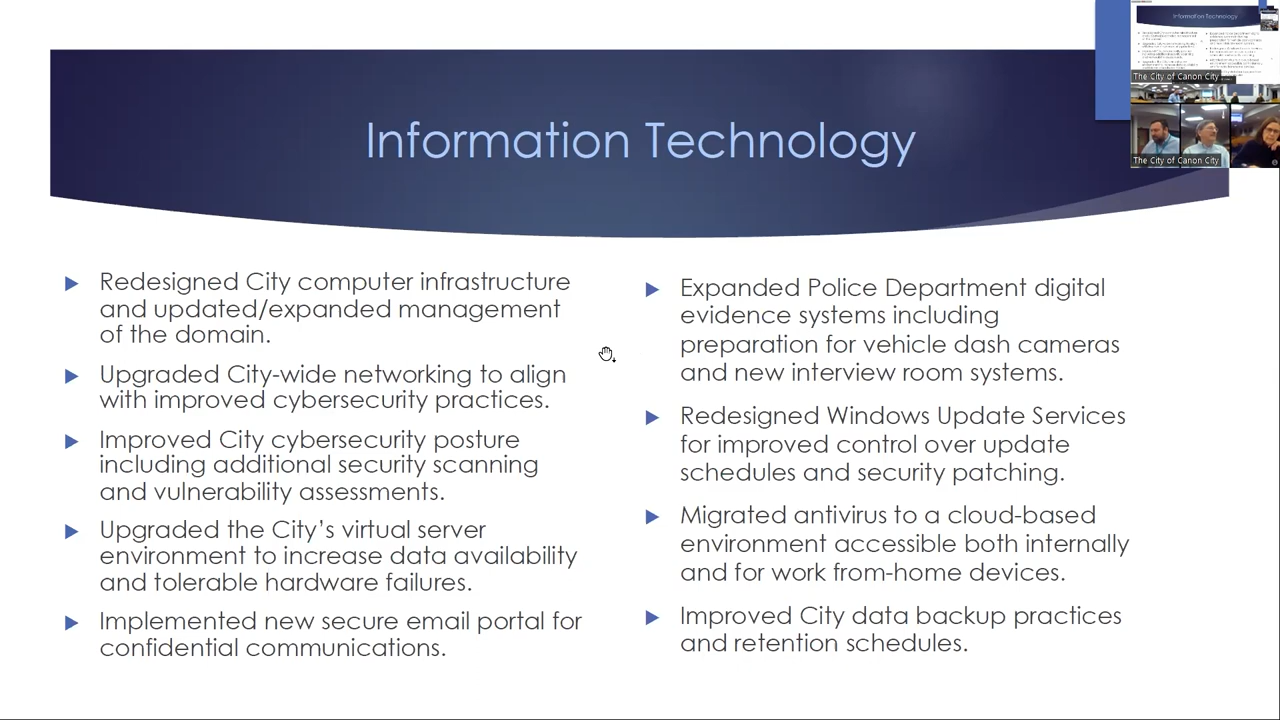 Information Technology
Redesigned City computer infrastructure
and updated/expanded management
of the domain.
Upgraded City-wide networking to align
with improved cybersecurity practices.
Improved City cybersecurity posture
including additional security scanning
and vulnerability assessments.
Upgraded the City’s virtual server
environment to increase data availability
and tolerable hardware failures.
Implemented new secure email portal for
confidential communications.
Expanded Police Department digital
evidence systems including
preparation for vehicle dash cameras
and new interview room systems.
Redesigned Windows Update Services
for improved control over update
schedules and security patching.
Migrated antivirus to a cloud-based
environment accessible both internally
and for work from-home devices.
Improved City data backup practices
and retention schedules.
Information Technology
The City of Canon City
The City of Canon City